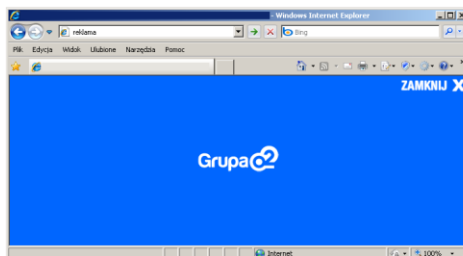 - Windows Internet Explorer
reklama
Bing
Plik Edycja Widok Ulubione Narzędzia Pomoc
ZAMKNIJ X
Grupa o2
Internet 100%